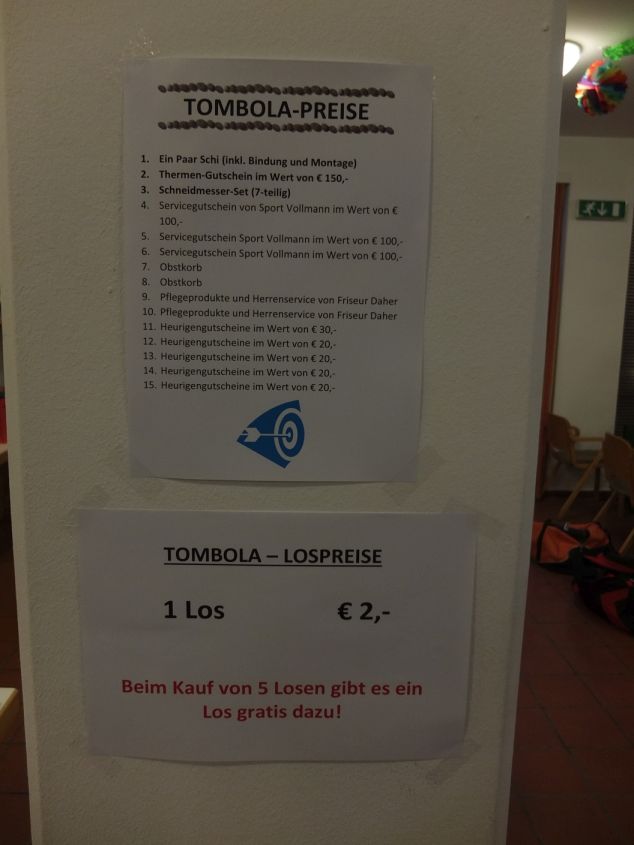 TOMBOLA-PREISE
1. Ein Paar Schi (inkl. Bindung und Montage)
2. Thermen-Gutschein im Wert von € 150,-
3. Schneidmesser-Set (7-teilig)
4. Servicegutschein von Sport Vollmann im Wert von €
100,-
5. Servicegutschein Sport Vollmann im Wert von € 100,-
6. Servicegutschein Sport Vollmann im Wert von € 100,-
7. Obstkorb
8. Obstkorb
9. Pflegeprodukte und Herrenservice von Friseur Daher
10. Pflegeprodukte und Herrenservice von Friseur Daher
11. Heurigengutscheine im Wert von € 30,-
12. Heurigengutscheine im Wert von € 20,-
13. Heurigengutscheine im Wert von € 20,-
14. Heurigengutscheine im Wert von € 20,-
15. Heurigengutscheine im Wert von € 20,-
TOMBOLA – LOSPREISE
1 Los € 2,-
Beim Kauf von 5 Losen gibt es ein
Los gratis dazu!